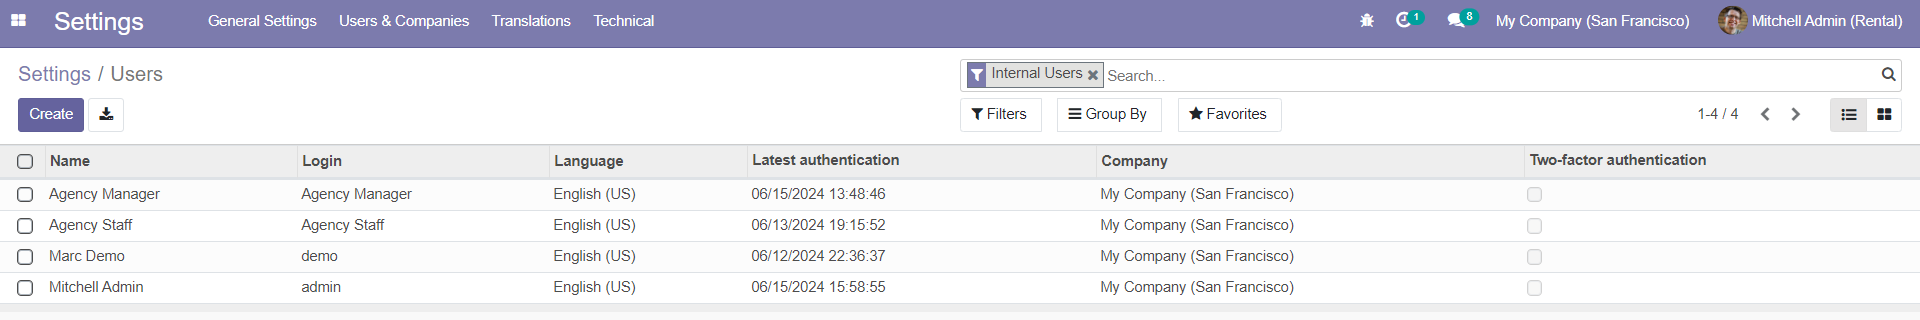 Settings General Settings Users & Companies Translations Technical 1 8 My Company (San Francisco) Mitchell Admin (Rental)
Settings / Users Internal Users Search...
Create Filters Group By Favorites 1-4 / 4
Name Login Language Latest authentication Company Two-factor authentication
Agency Manager Agency Manager English (US) 06/15/2024 13:48:46 My Company (San Francisco)
Agency Staff Agency Staff English (US) 06/13/2024 19:15:52 My Company (San Francisco)
Marc Demo demo English (US) 06/12/2024 22:36:37 My Company (San Francisco)
Mitchell Admin admin English (US) 06/15/2024 15:58:55 My Company (San Francisco)